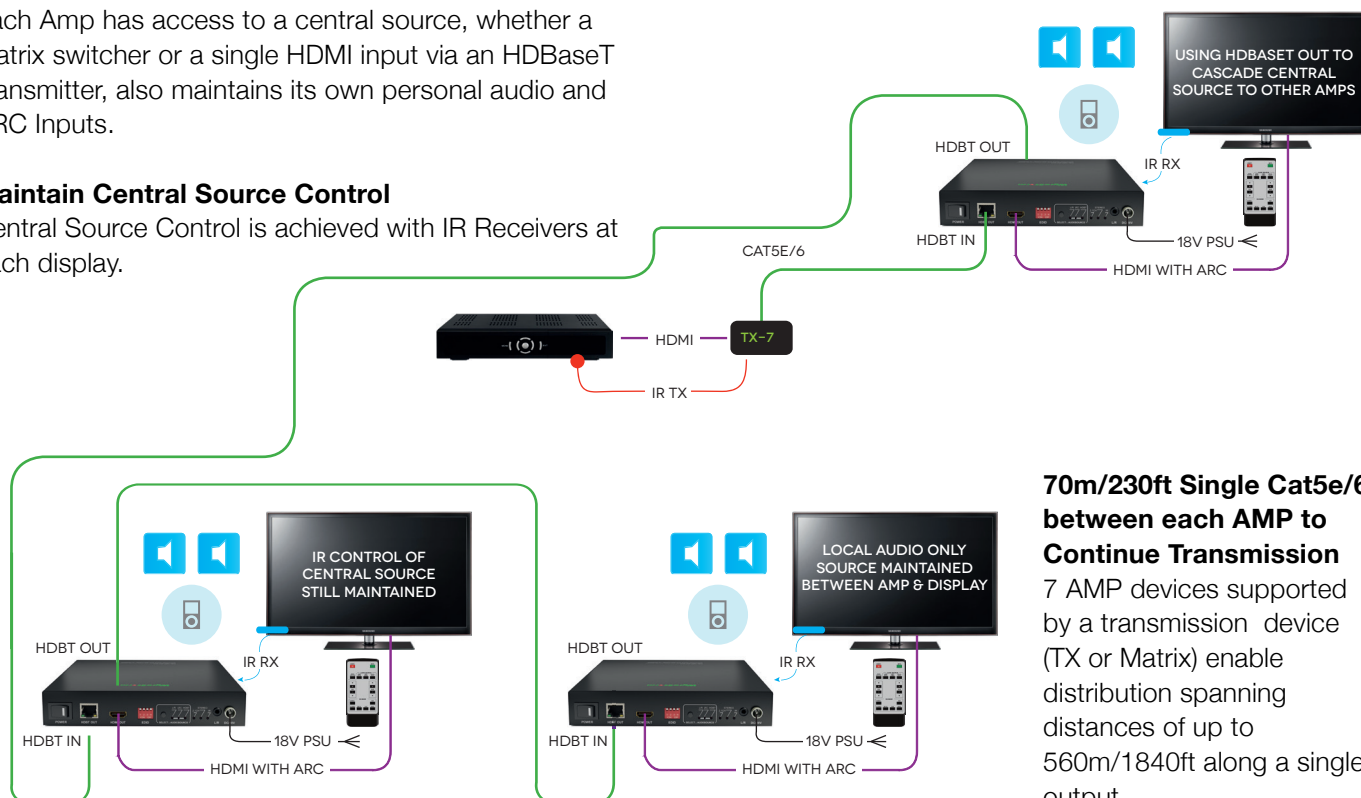 ach Amp has access to a central source, whether a
atrix switcher or a single HDMI input via an HDBaseT
ansmitter, also maintains its own personal audio and
RC Inputs.
aintain Central Source Control
entral Source Control is achieved with IR Receivers at
ach display.
USING HDBASET OUT TO
CASCADE CENTRAL
SOURCE TO OTHER AMPS
HDBT OUT
IR RX
HDBT IN
18V PSU
HDMI WITH ARC
CAT5E/6
HDMI
TX-7
IR TX
IR CONTROL OF
CENTRAL SOURCE
STILL MAINTAINED
HDBT OUT
IR RX
HDBT IN
18V PSU
HDMI WITH ARC
LOCAL AUDIO ONLY
SOURCE MAINTAINED
BETWEEN AMP & DISPLAY
HDBT OUT
IR RX
HDBT IN
18V PSU
HDMI WITH ARC
70m/230ft Single Cat5e/6
between each AMP to
Continue Transmission
7 AMP devices supported
by a transmission device
(TX or Matrix) enable
distribution spanning
distances of up to
560m/1840ft along a single
output